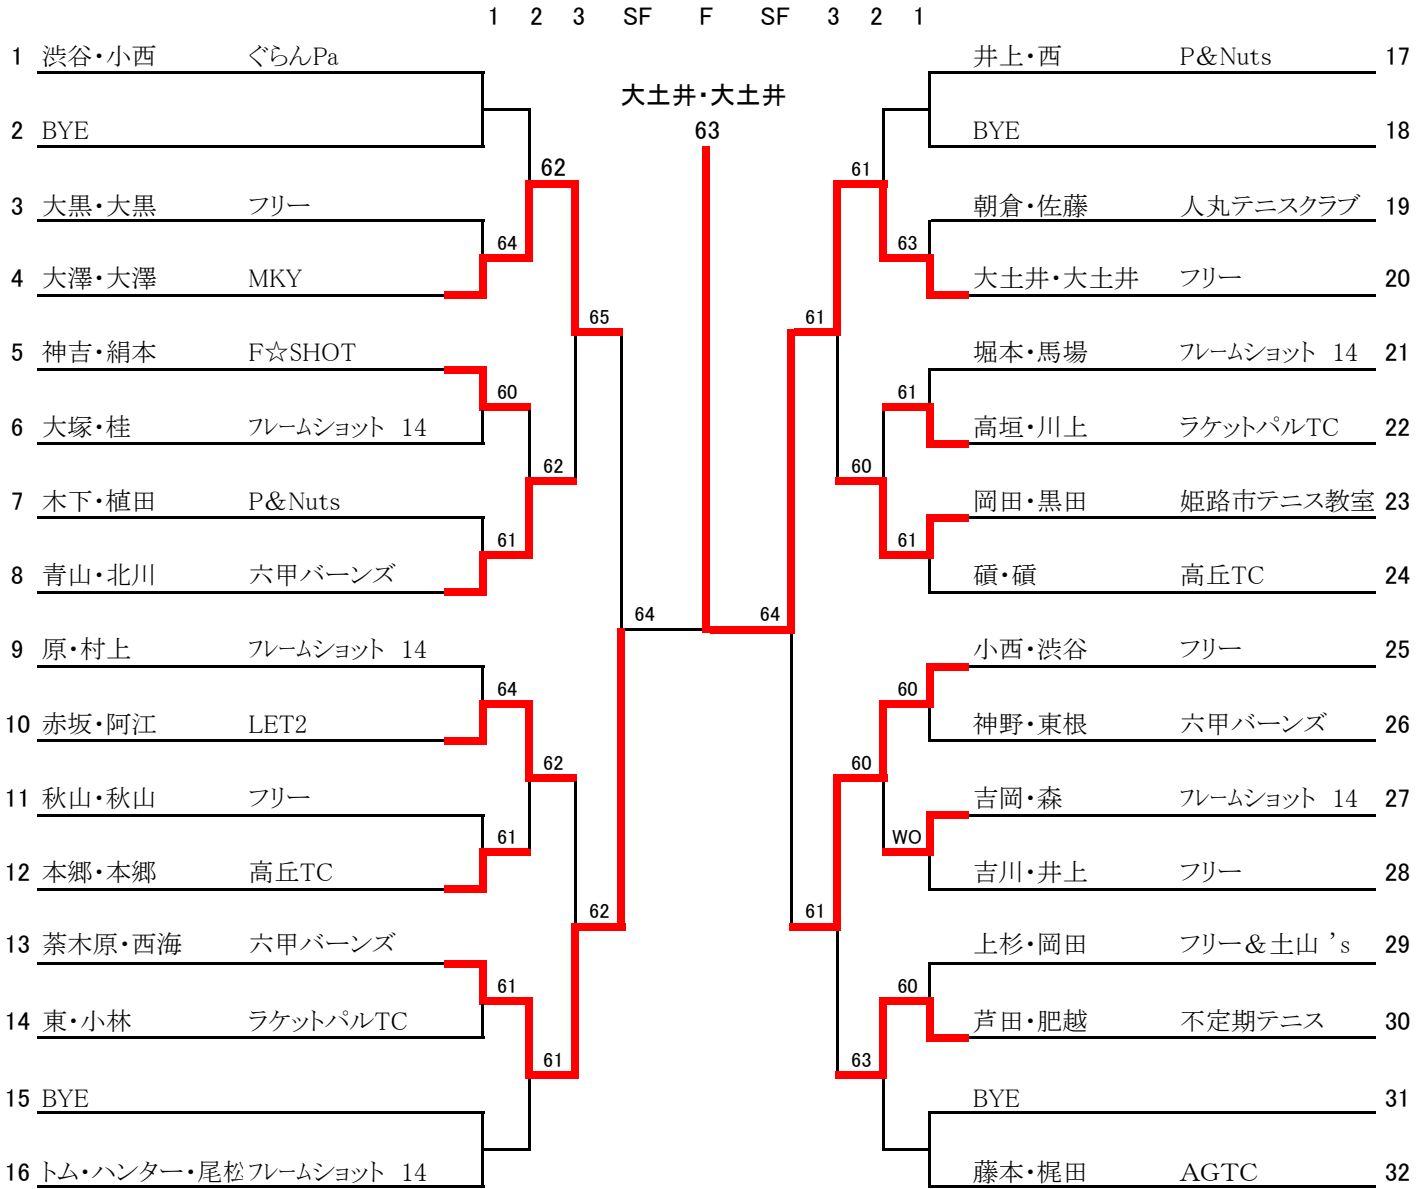 1 2 3 SF F SF 3 2 1
大土井・大土井
63
1 渋谷・小西 ぐらんPa
2 BYE
3 大黒・大黒 フリー
4 大澤・大澤 MKY
5 神吉・絹本 F☆SHOT
6 大塚・桂 フレームショット 14
7 木下・植田 P&Nuts
8 青山・北川 六甲バーンズ
9 原・村上 フレームショット 14
10 赤坂・阿江 LET2
11 秋山・秋山 フリー
12 本郷・本郷 高丘TC
13 茶木原・西海 六甲バーンズ
14 東・小林 ラケットパルTC
15 BYE
16 トム・ハンター・尾松 フレームショット 14
64
60
61
64
61
61
62
62
62
61
65
62
64
64
61
61
61
60
60
63
63
61
61
60
WO
60
井上・西 P&Nuts 17
BYE 18
朝倉・佐藤 人丸テニスクラブ 19
大土井・大土井 フリー 20
堀本・馬場 フレームショット 14 21
高垣・川上 ラケットパルTC 22
岡田・黒田 姫路市テニス教室 23
碩・碩 高丘TC 24
小西・渋谷 フリー 25
神野・東根 六甲バーンズ 26
吉岡・森 フレームショット 14 27
吉川・井上 フリー 28
上杉・岡田 フリー&土山 's 29
芦田・肥越 不定期テニス 30
BYE 31
藤本・梶田 AGTC 32